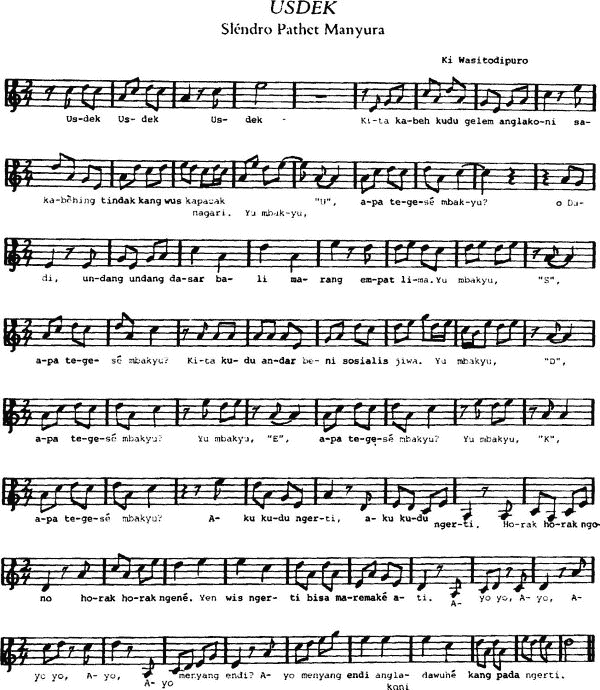 USDEK
Sléndro Pathet Manyura
Ki Wasitodipuro
Us-dek Us- dek Us- dek - Ki-ta ka-beh kudu gelem anglako-ni sa-
ka-bèhing tindak kang wus kapacak "U", a-pa te-ge-sé mbakyu? o Du-
nagari. Yu mbak-yu,
di, un-dang undang da-sar ba- li ma- rang em-pat li-ma. Yu mbakyu, "S",
a-pa te-ge- sé mbakyu? Ki-ta ku-du an-dar be- ni sosialis jiwa. Yu mbakyu, "D",
a-pa te-ge-sé mbakyu? Yu mbakyu, "E", a-pa te-ge-sé mbakyu? Yu mbakyu, "K",
a-pa te-ge-sé mbakyu? A- ku ku-du nger-ti, a-ku ku-du
nger-ti. Ho-rak ho-rak ngo-
no ho-rak ho-rak ngené. Yen wis nger- ti bisa ma-remaké a- ti.
A- yo yo, A- yo, A-
yo yo, A- yo, A- menyang endi? A- yo menyang endi angla- dawuhé kang pada ngerti.
A- yo koni